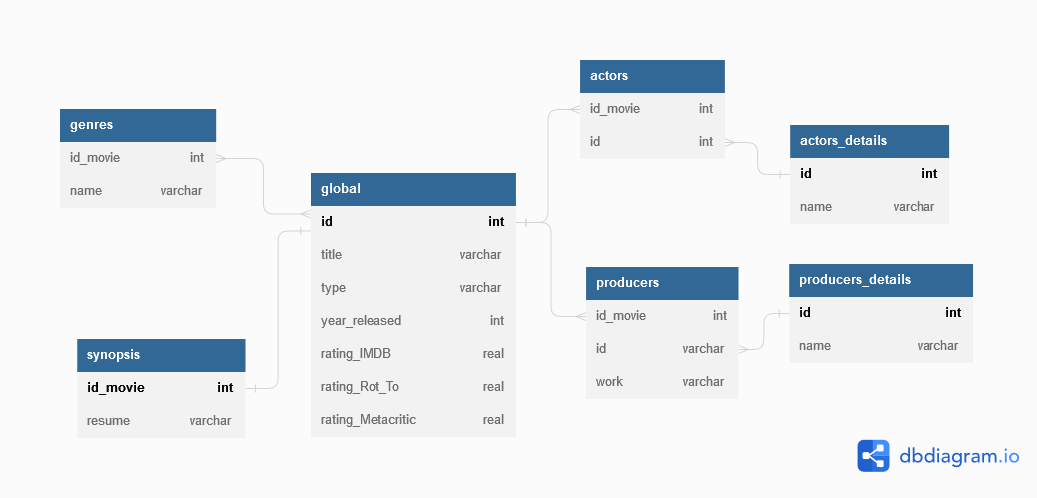 genres
id_movie int
name varchar
synopsis
id_movie int
resume varchar
global
id int
title varchar
type varchar
year_released int
rating_IMDB real
rating_Rot_To real
rating_Metacritic real
actors
id_movie int
id int
actors_details
id int
name varchar
producers
id_movie int
id varchar
work varchar
producers_details
id int
name varchar
dbdiagram.io